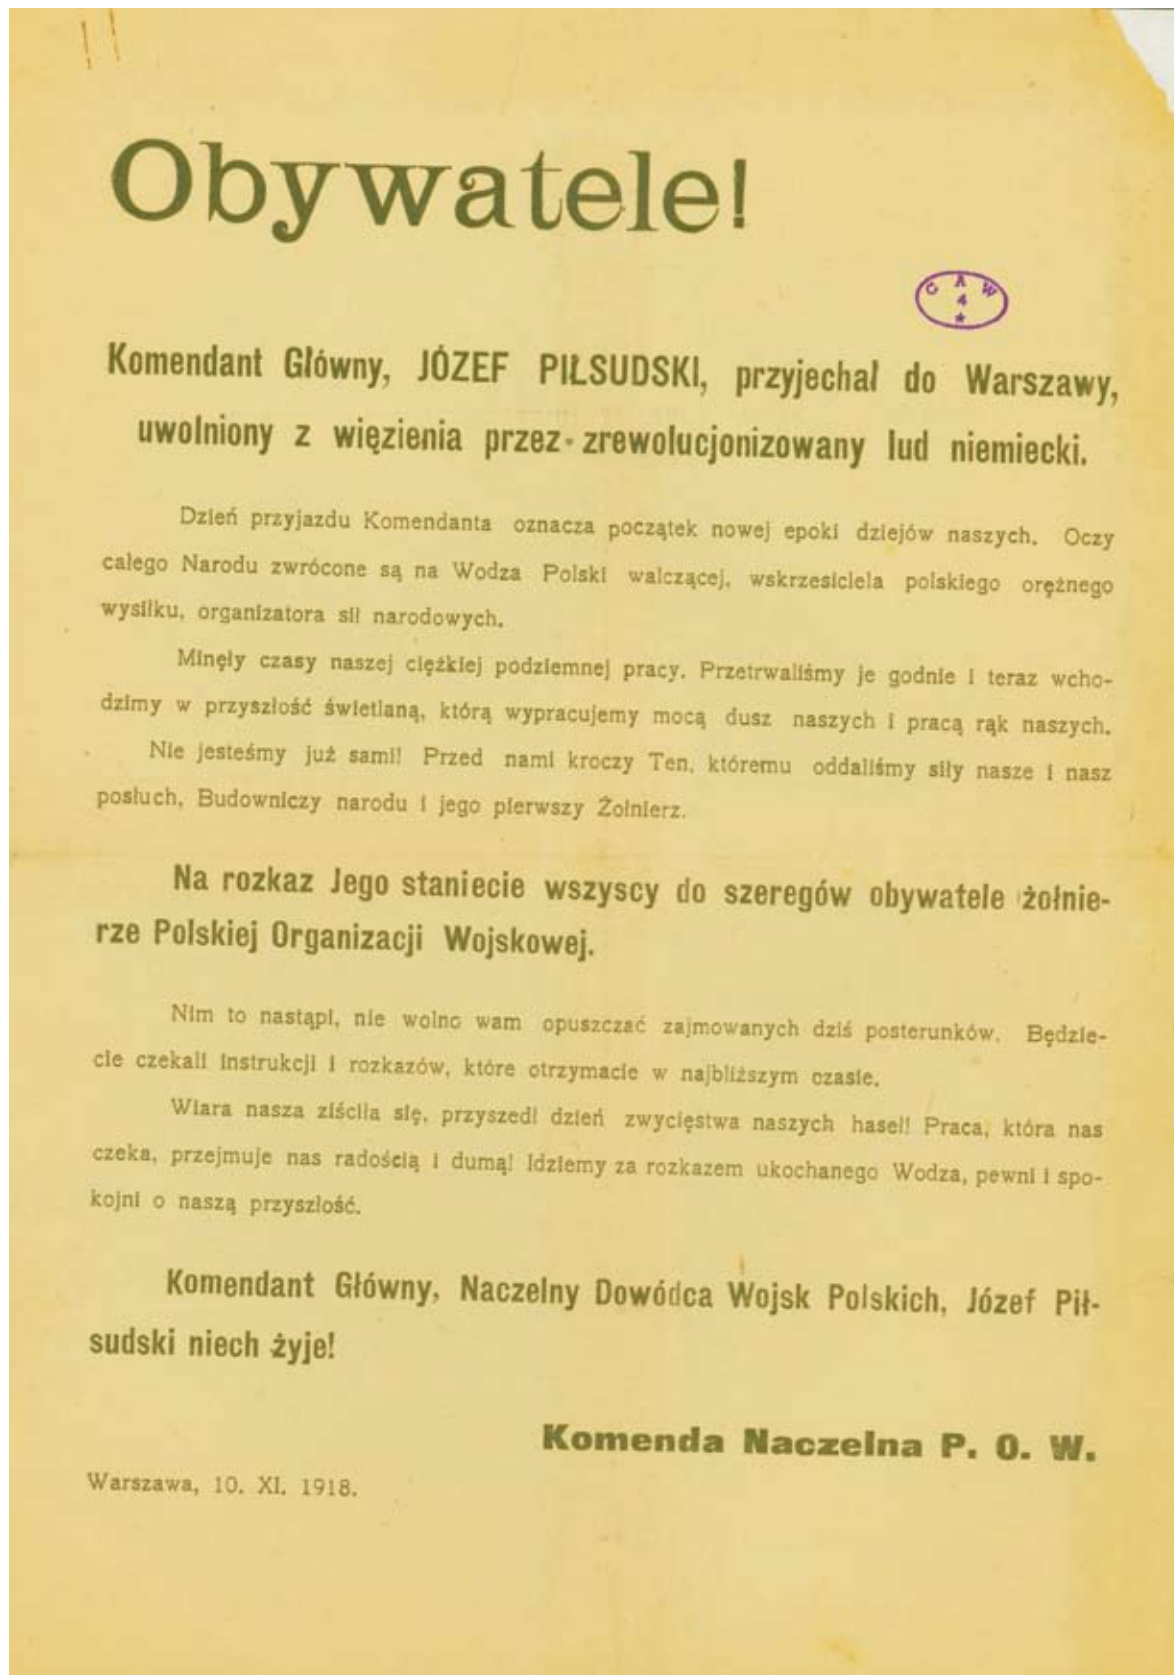 Obywatele!
C A W
4
Komendant Główny, JÓZEF PIŁSUDSKI, przyjechał do Warszawy,
uwolniony z więzienia przez zrewolucjonizowany lud niemiecki.
Dzień przyjazdu Komendanta oznacza początek nowej epoki dziejów naszych. Oczy
całego Narodu zwrócone są na Wodza Polski walczącej, wskrzesiciela polskiego orężnego
wysiłku, organizatora sił narodowych.
Minęły czasy naszej ciężkiej podziemnej pracy. Przetrwaliśmy je godnie i teraz wcho-
dzimy w przyszłość świetlaną, którą wypracujemy mocą dusz naszych i pracą rąk naszych.
Nie jesteśmy już sami! Przed nami kroczy Ten, któremu oddaliśmy siły nasze i nasz
posłuch, Budowniczy narodu i jego pierwszy Żołnierz.
Na rozkaz Jego staniecie wszyscy do szeregów obywatele żołnie-
rze Polskiej Organizacji Wojskowej.
Nim to nastąpi, nie wolno wam opuszczać zajmowanych dziś posterunków. Będzie-
cie czekali instrukcji i rozkazów, które otrzymacie w najbliższym czasie.
Wiara nasza ziściła się, przyszedł dzień zwycięstwa naszych haseł! Praca, która nas
czeka, przejmuje nas radością i dumą! Idziemy za rozkazem ukochanego Wodza, pewni i spo-
kojni o naszą przyszłość.
Komendant Główny, Naczelny Dowódca Wojsk Polskich, Józef Pił-
sudski niech żyje!
Komenda Naczelna P. O. W.
Warszawa, 10. XI. 1918.